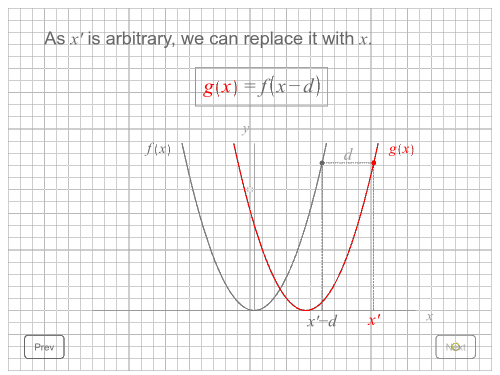 As x′ is arbitrary, we can replace it with x.
g(x) = f(x−d)
y
f(x)
d
g(x)
x′−d
x′
x
Prev
Next